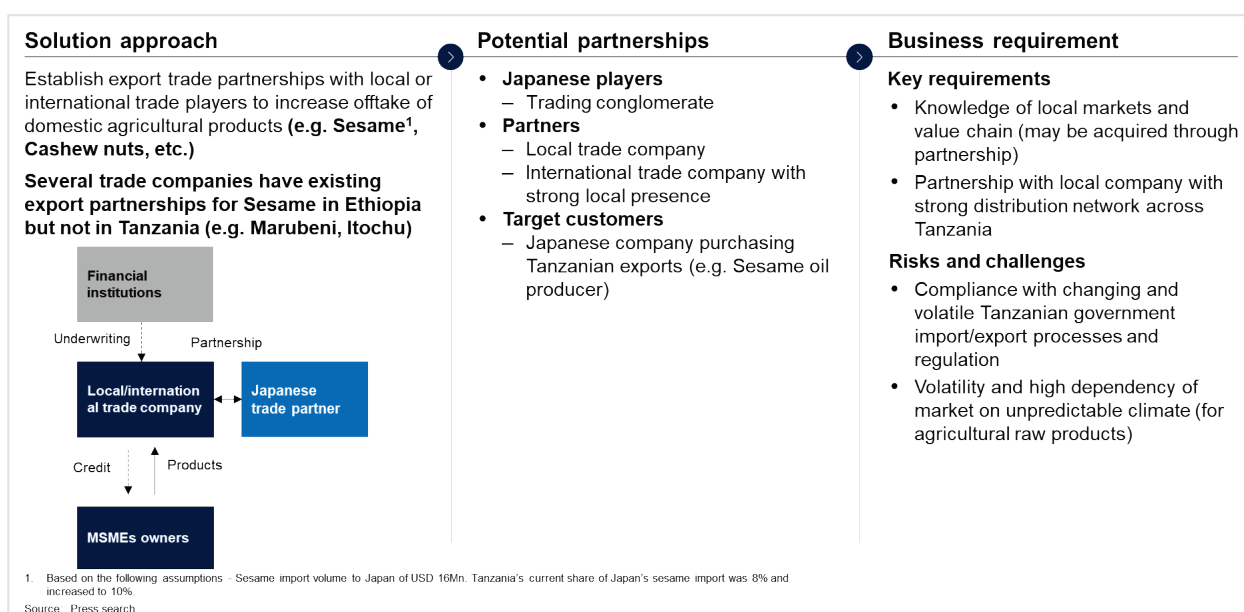 Solution approach
Establish export trade partnerships with local or
international trade players to increase offtake of
domestic agricultural products (e.g. Sesame¹,
Cashew nuts, etc.)
Several trade companies have existing
export partnerships for Sesame in Ethiopia
but not in Tanzania (e.g. Marubeni, Itochu)
Financial
institutions
Underwriting
Partnership
Local/internation
al trade company
Japanese
trade partner
Credit
Products
MSMEs owners
Potential partnerships
• Japanese players
– Trading conglomerate
• Partners
– Local trade company
– International trade company with
strong local presence
• Target customers
– Japanese company purchasing
Tanzanian exports (e.g. Sesame oil
producer)
Business requirement
Key requirements
• Knowledge of local markets and
value chain (may be acquired through
partnership)
• Partnership with local company with
strong distribution network across
Tanzania
Risks and challenges
• Compliance with changing and
volatile Tanzanian government
import/export processes and
regulation
• Volatility and high dependency of
market on unpredictable climate (for
agricultural raw products)
1. Based on the following assumptions - Sesame import volume to Japan of USD 16Mn. Tanzania's current share of Japan's sesame import was 8% and
increased to 10%.
Source: Press search